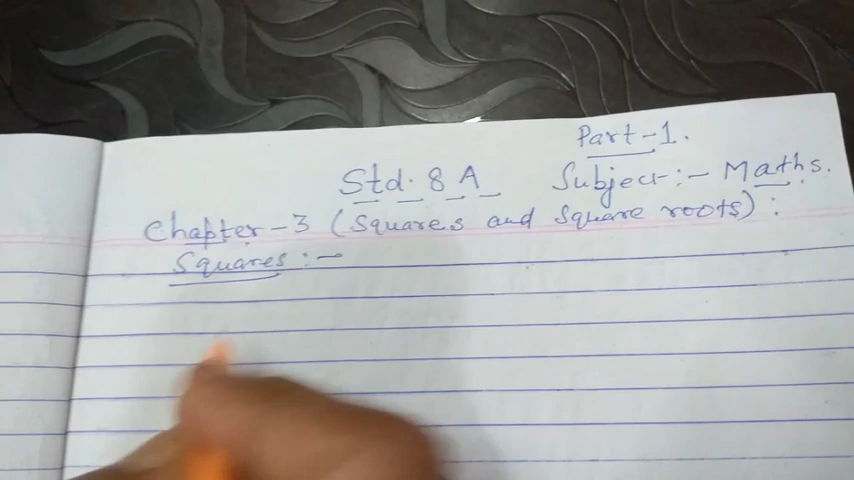 Part-1.
Std. 8 A Subject:- Maths.
Chapter-3 (Squares and Square roots):
Squares:-